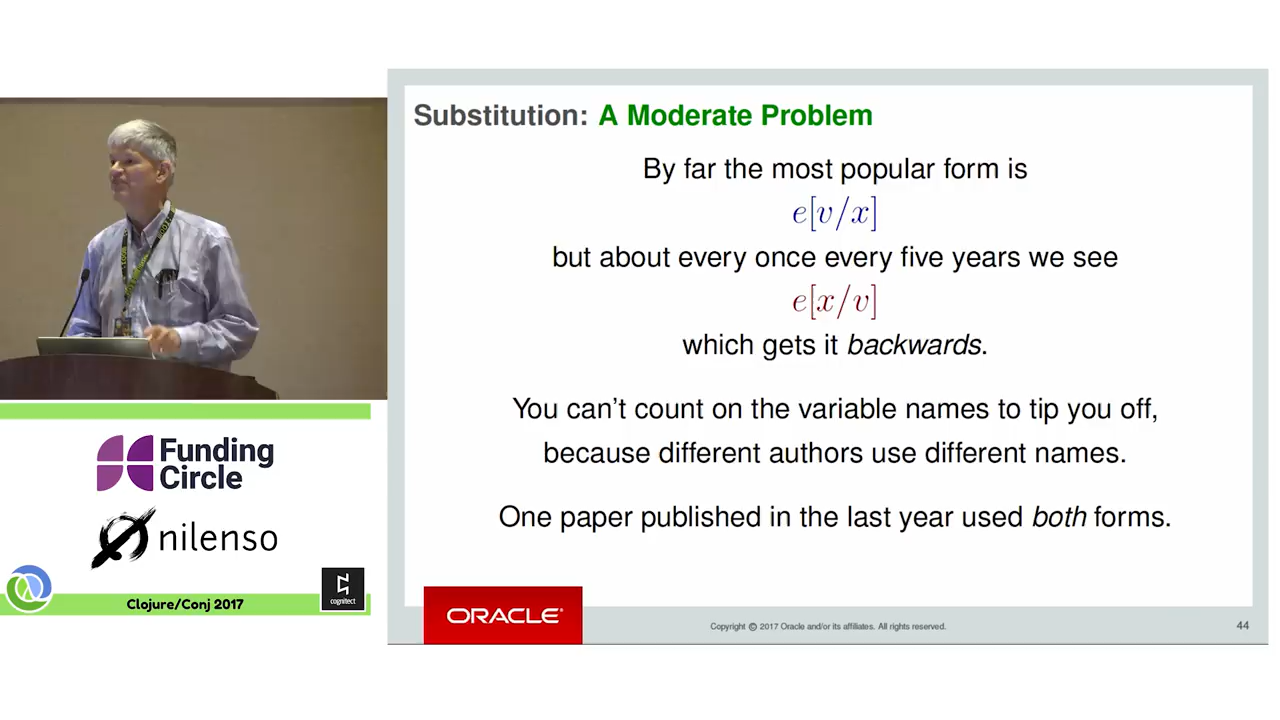 Substitution: A Moderate Problem
By far the most popular form is
e[v/x]
but about every once every five years we see
e[x/v]
which gets it backwards.
You can't count on the variable names to tip you off,
because different authors use different names.
One paper published in the last year used both forms.
ORACLE®
Copyright © 2017 Oracle and/or its affiliates. All rights reserved.
44
Funding
Circle
nilenso
Clojure/Conj 2017
cognitect